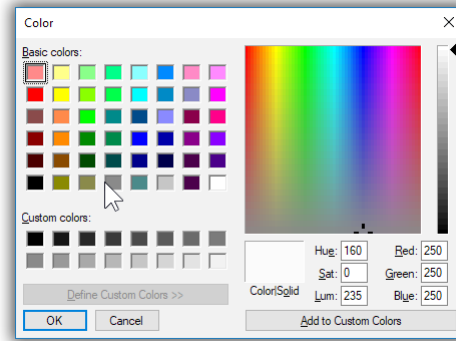 Color
Basic colors:
Custom colors:
Define Custom Colors >>
OK
Cancel
Color|Solid
Hue: 160
Sat: 0
Lum: 235
Red: 250
Green: 250
Blue: 250
Add to Custom Colors